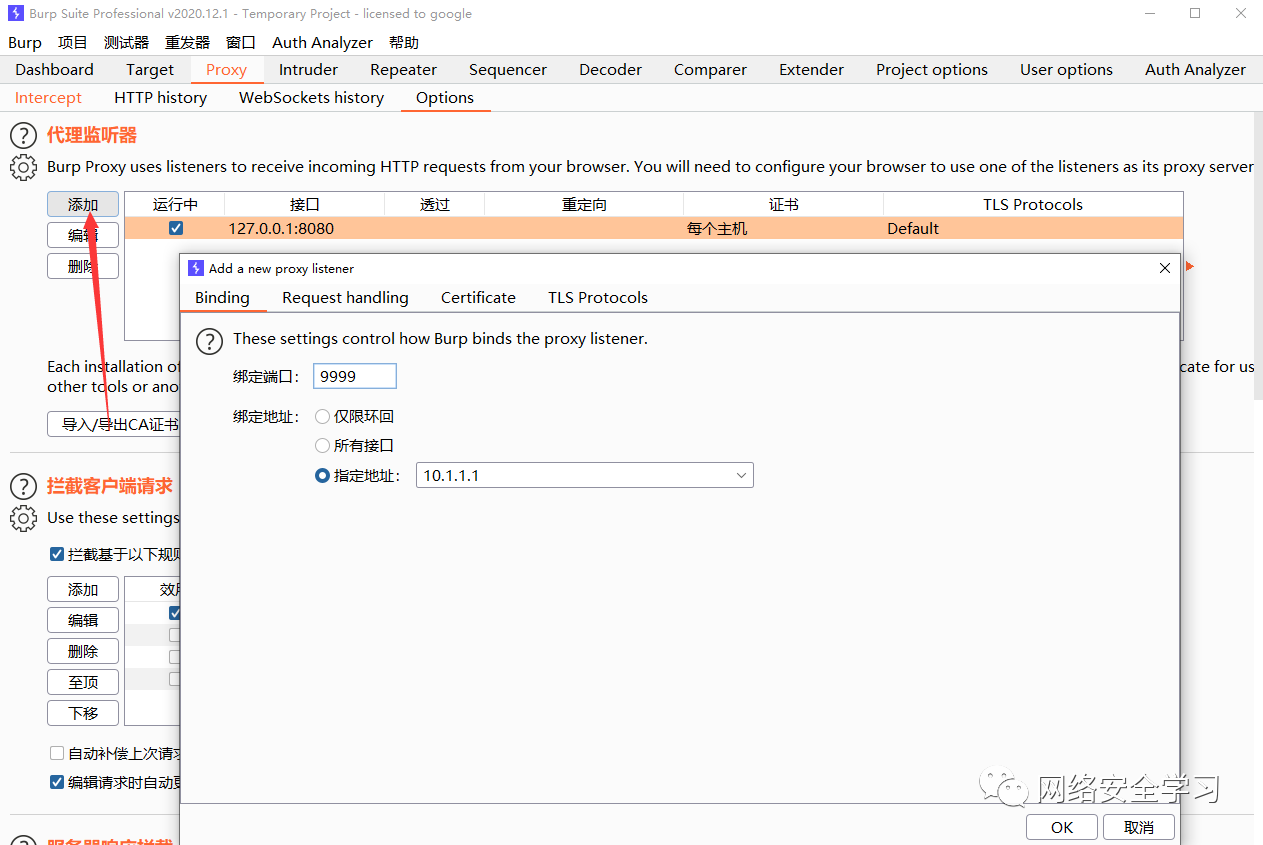 Burp Suite Professional v2020.12.1 - Temporary Project - licensed to google
Burp 项目 测试器 重发器 窗口 Auth Analyzer 帮助
Dashboard Target Proxy Intruder Repeater Sequencer Decoder Comparer Extender Project options User options Auth Analyzer
Intercept HTTP history WebSockets history Options
代理监听器
Burp Proxy uses listeners to receive incoming HTTP requests from your browser. You will need to configure your browser to use one of the listeners as its proxy server
添加 运行中 接口 透过 重定向 证书 TLS Protocols
编辑 127.0.0.1:8080 每个主机 Default
删除
Add a new proxy listener
Binding Request handling Certificate TLS Protocols
These settings control how Burp binds the proxy listener.
绑定端口: 9999
绑定地址: 仅限环回
所有接口
指定地址: 10.1.1.1
Each installation of cate for us
other tools or ano
导入/导出CA证书
拦截客户端请求
Use these settings
拦截基于以下规则
添加
编辑
删除
至顶
下移
自动补偿上次请求
编辑请求时自动更
网络安全学习
OK 取消
服务器响应拦截